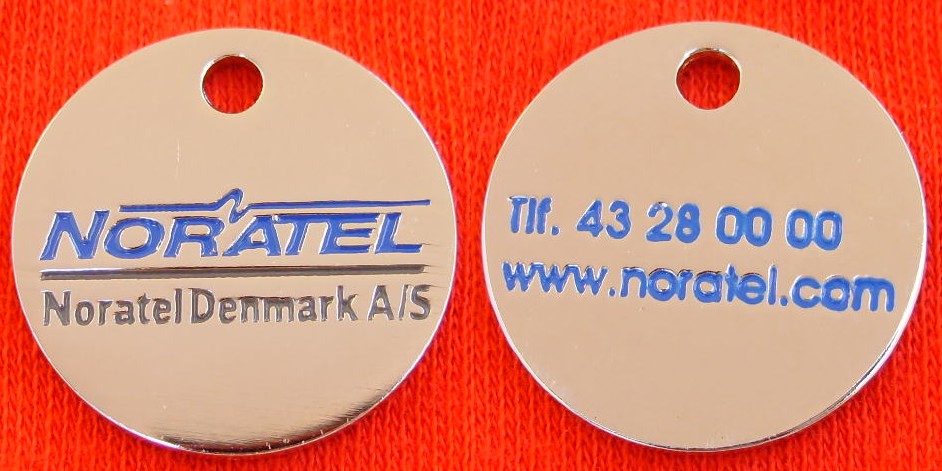 NORATEL
Noratel Denmark A/S
Tlf. 43 28 00 00
www.noratel.com